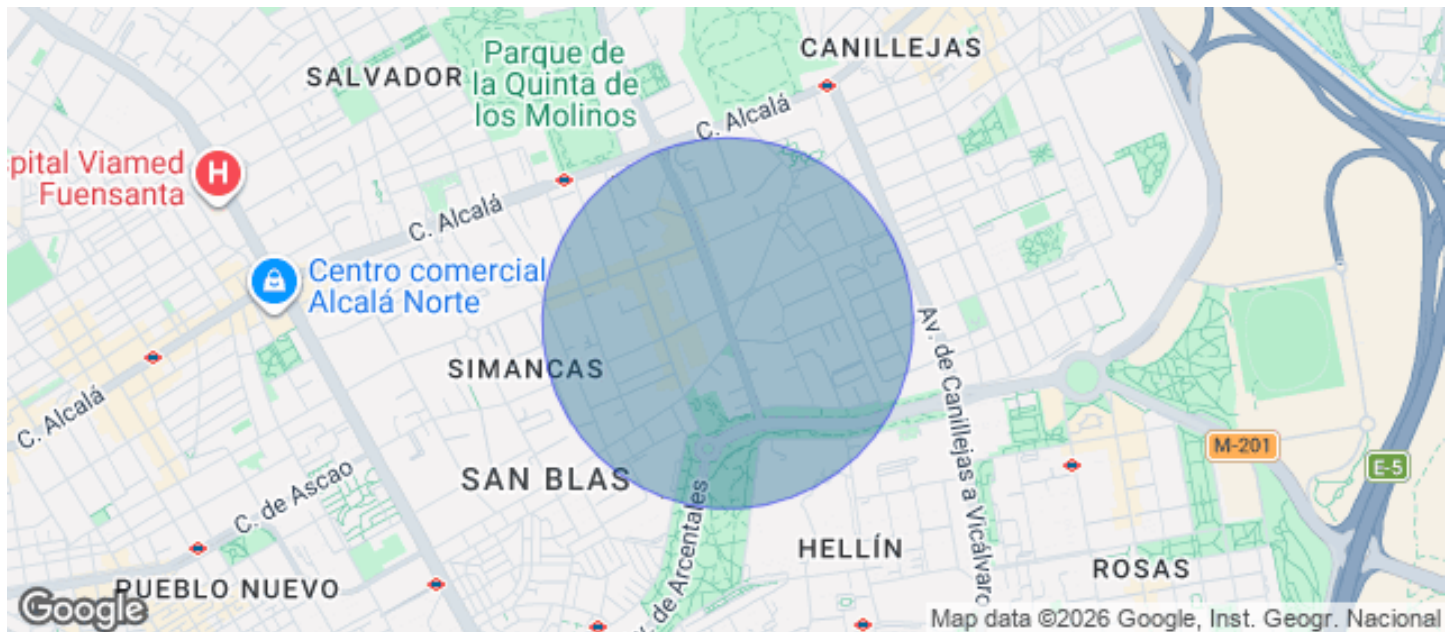 CANILLEJAS
Parque de
la Quinta de
los Molinos
SALVADOR
C. Alcalá
pital Viamed
Fuensanta
H
C. Alcalá
Centro comercial
Alcalá Norte
SIMANCAS
Av. de Canillejas a Vicálvaro
C. Alcalá
M-201
E-5
SAN BLAS
C. de Ascao
. de Arcentales
HELLÍN
ROSAS
PUEBLO NUEVO
Google
Map data ©2026 Google, Inst. Geogr. Nacional